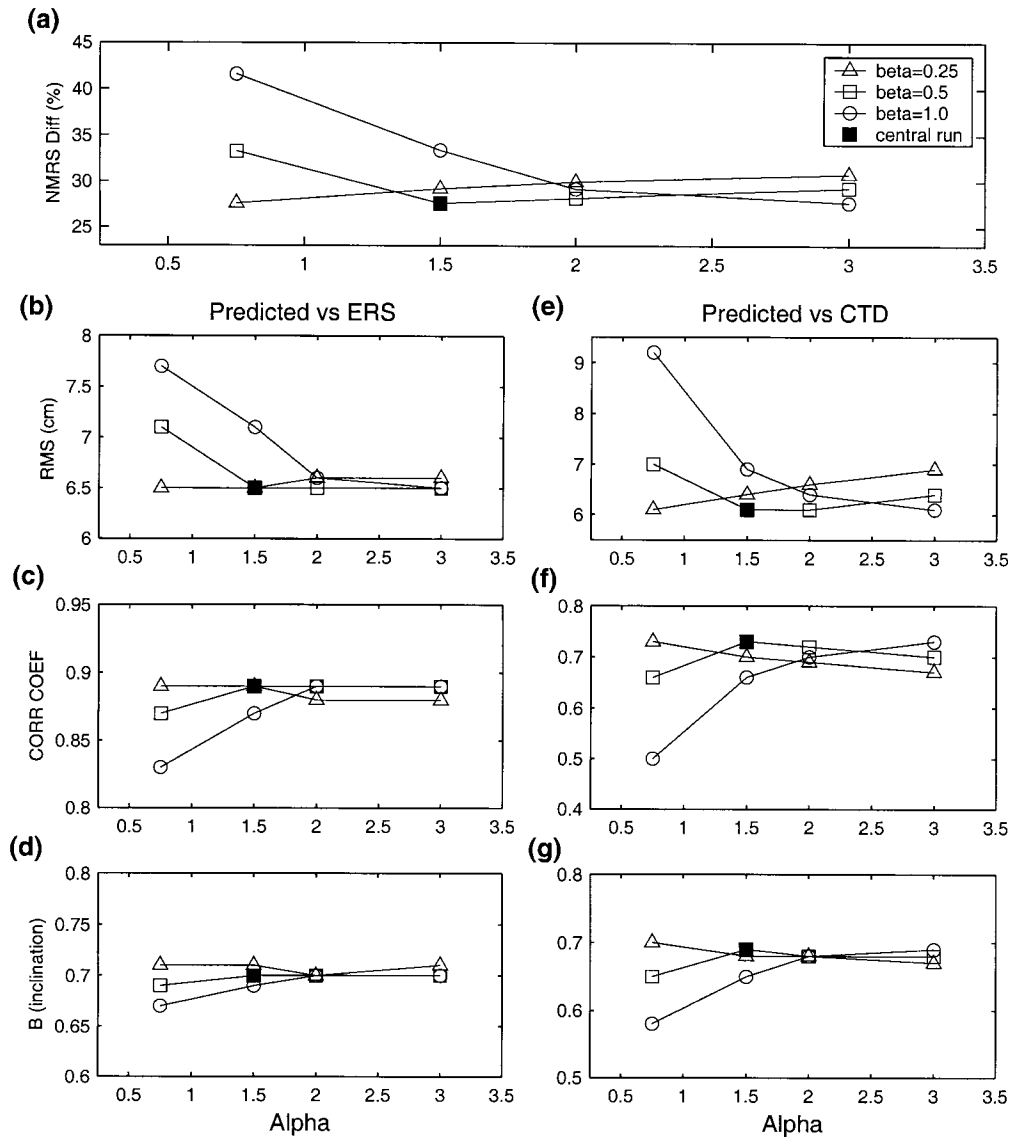 (a)
45
40
35
30
25
NMRS Diff (%)
beta=0.25
beta=0.5
beta=1.0
central run
0.5 1 1.5 2 2.5 3 3.5
(b)
Predicted vs ERS
8
7.5
7
6.5
6
RMS (cm)
0.5 1 1.5 2 2.5 3 3.5
(e)
Predicted vs CTD
9
8
7
6
0.5 1 1.5 2 2.5 3 3.5
(c)
0.95
0.9
0.85
0.8
CORR COEF
0.5 1 1.5 2 2.5 3 3.5
(f)
0.8
0.7
0.6
0.5
0.4
0.5 1 1.5 2 2.5 3 3.5
(d)
0.8
0.75
0.7
0.65
0.6
B (inclination)
0.5 1 1.5 2 2.5 3 3.5
Alpha
(g)
0.8
0.7
0.6
0.5
0.5 1 1.5 2 2.5 3 3.5
Alpha